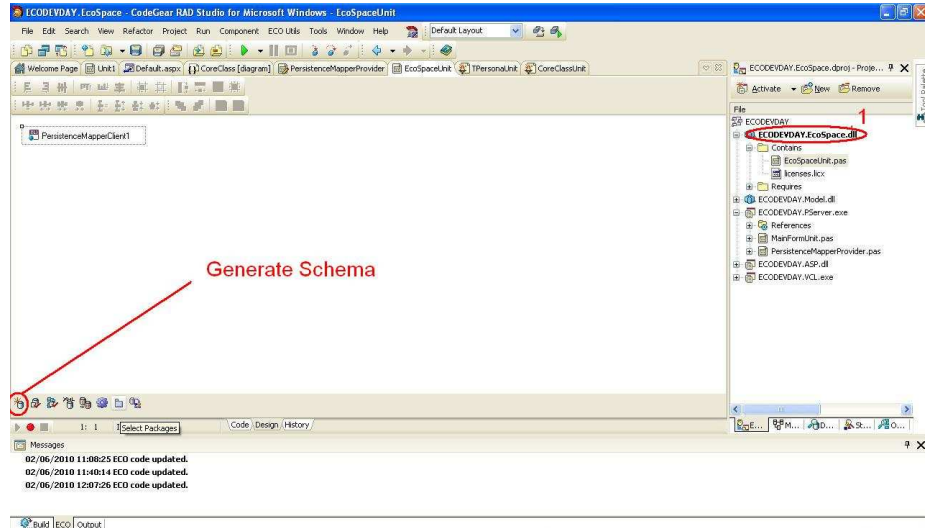 ECODEVDAY.EcoSpace - CodeGear RAD Studio for Microsoft Windows - EcoSpaceUnit
File Edit Search View Refactor Project Run Component ECO Utils Tools Window Help Default Layout
Welcome Page Unit1 Default.aspx CoreClass [diagram] PersistenceMapperProvider EcoSpaceUnit TPersonaUnit CoreClassUnit
ECODEVDAY.EcoSpace.dproj - Proje...
Activate New Remove
File
1
ECODEVDAY
ECODEVDAY.EcoSpace.dll
Contains
EcoSpaceUnit.pas
licenses.licx
Requires
ECODEVDAY.Model.dll
ECODEVDAY.PServer.exe
References
MainFormUnit.pas
PersistenceMapperProvider.pas
ECODEVDAY.ASP.dll
ECODEVDAY.VCL.exe
PersistenceMapperClient1
Generate Schema
1: 1
Select Packages
Code Design History
E... M... D... St... O...
Messages
02/06/2010 11:08:25 ECO code updated.
02/06/2010 11:40:14 ECO code updated.
02/06/2010 12:07:26 ECO code updated.
Build ECO Output